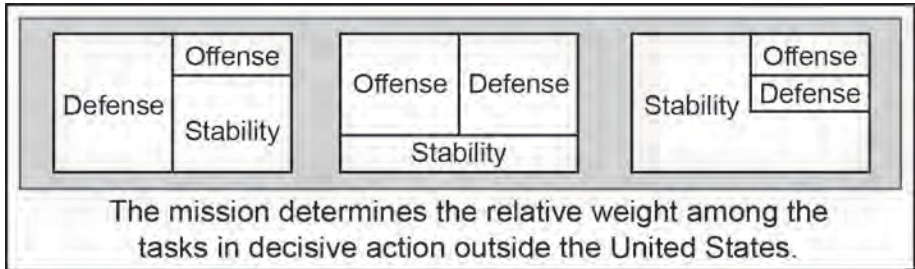 Defense
Offense
Stability
Offense
Defense
Stability
Stability
Offense
Defense
The mission determines the relative weight among the
tasks in decisive action outside the United States.